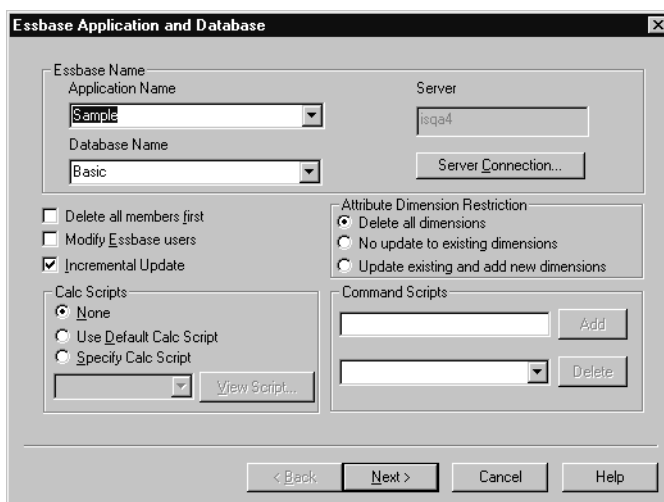 Essbase Application and Database
Essbase Name
Application Name
Server
Sample
isqa4
Database Name
Basic
Server Connection...
Delete all members first
Modify Essbase users
Incremental Update
Attribute Dimension Restriction
Delete all dimensions
No update to existing dimensions
Update existing and add new dimensions
Calc Scripts
None
Use Default Calc Script
Specify Calc Script
View Script...
Command Scripts
Add
Delete
< Back
Next >
Cancel
Help